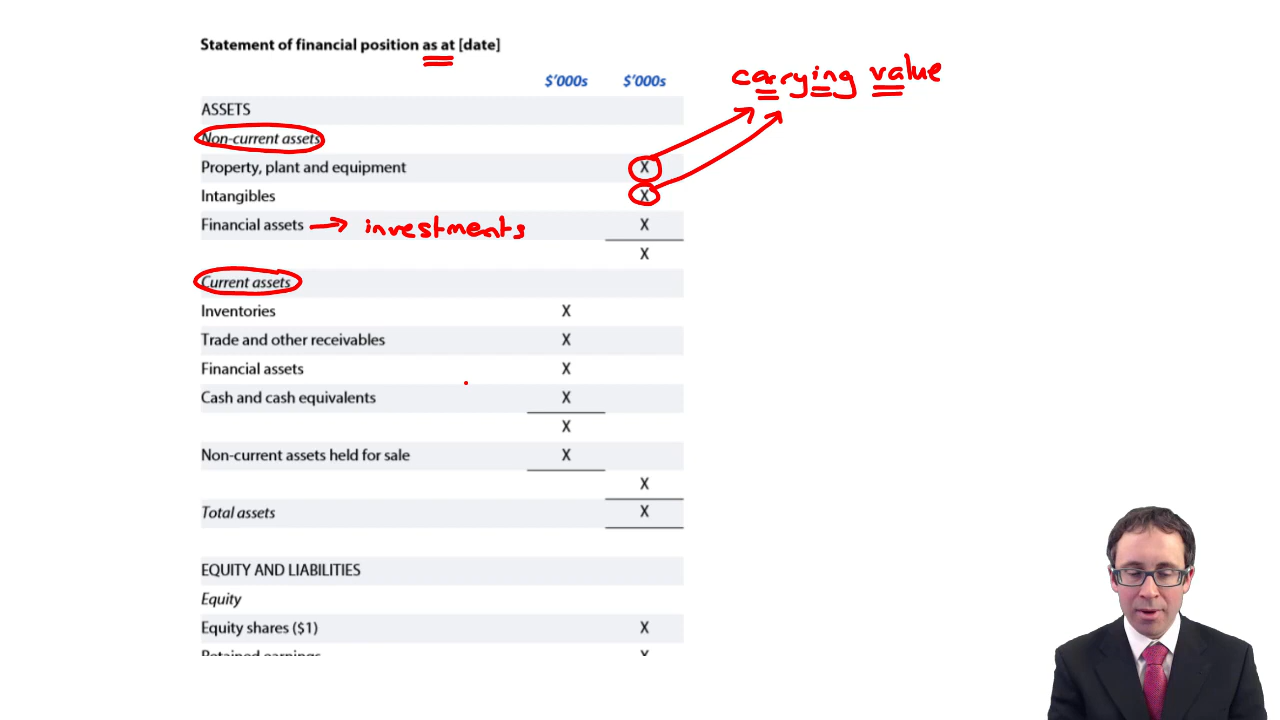 Statement of financial position as at [date]
carrying value
$'000s $'000s
ASSETS
Non-current assets
Property, plant and equipment X
Intangibles X
Financial assets → investments X
X
Current assets
Inventories X
Trade and other receivables X
Financial assets X
Cash and cash equivalents X
X
Non-current assets held for sale X
X
Total assets X
EQUITY AND LIABILITIES
Equity
Equity shares ($1) X
Retained earnings X